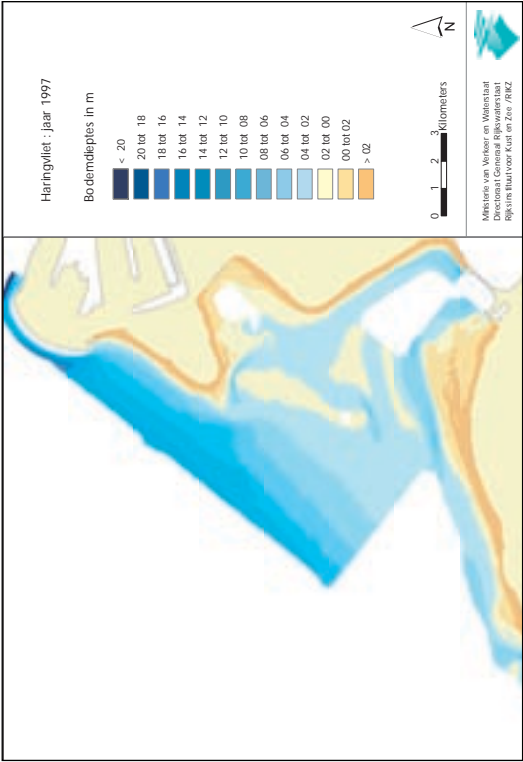 Haringvliet : jaar 1997
Bodemdieptes in m
< 20
20 tot 18
18 tot 16
16 tot 14
14 tot 12
12 tot 10
10 tot 08
08 tot 06
06 tot 04
04 tot 02
02 tot 00
00 tot 02
> 02
0 1 2 3 Kilometers
N
Ministerie van Verkeer en Waterstaat
Directoraat Generaal Rijkswaterstaat
Rijksinstituut voor Kust en Zee /RIKZ